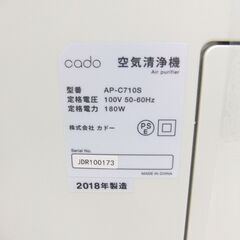 cado 空気清浄機
Air purifier
型番 AP-C710S
定格電圧 100V 50-60Hz
定格電力 180W
株式会社 カドー
PS
E
Serial No.
JDR100173
MADE IN CHINA
2018年製造